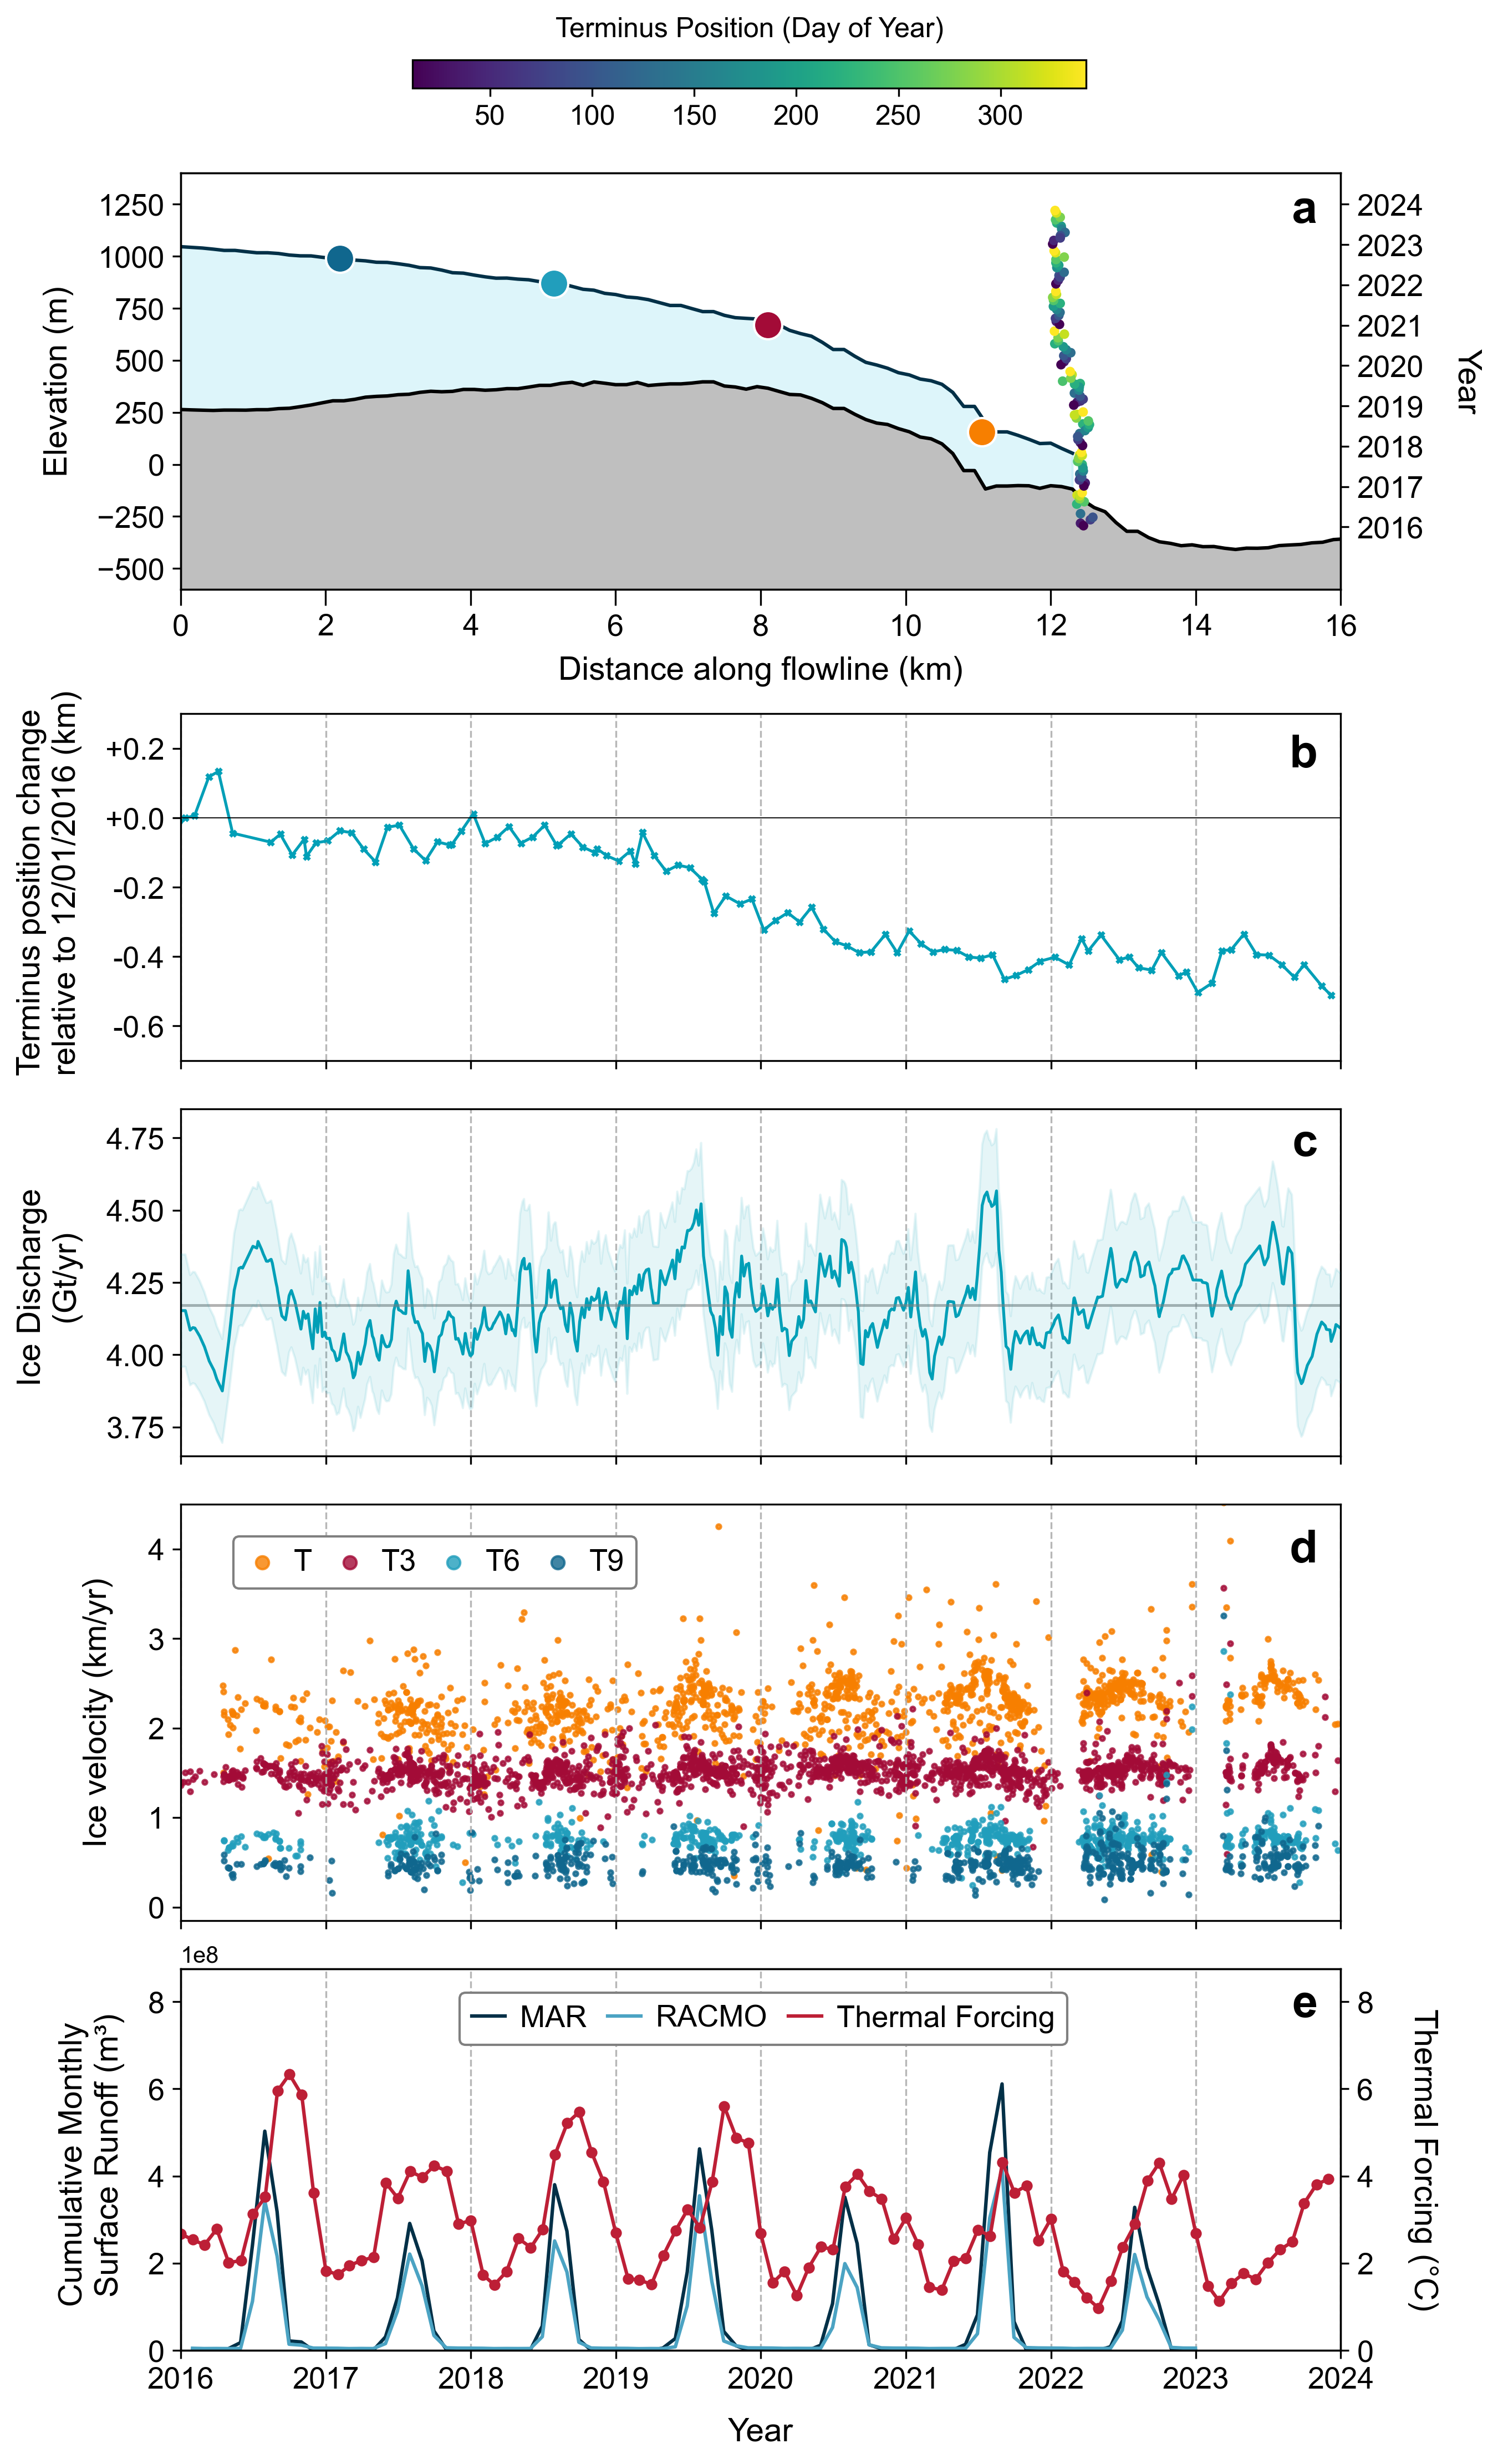 Terminus Position (Day of Year)
50 100 150 200 250 300
a
1250
1000
750
500
250
0
−250
−500
Elevation (m)
2024
2023
2022
2021
2020
2019
2018
2017
2016
Year
0 2 4 6 8 10 12 14 16
Distance along flowline (km)
b
+0.2
+0.0
-0.2
-0.4
-0.6
Terminus position change
relative to 12/01/2016 (km)
c
4.75
4.50
4.25
4.00
3.75
Ice Discharge
(Gt/yr)
d
T T3 T6 T9
4
3
2
1
0
Ice velocity (km/yr)
1e8
e
MAR RACMO Thermal Forcing
8
6
4
2
0
Cumulative Monthly
Surface Runoff (m³)
8
6
4
2
0
Thermal Forcing (°C)
2016 2017 2018 2019 2020 2021 2022 2023 2024
Year